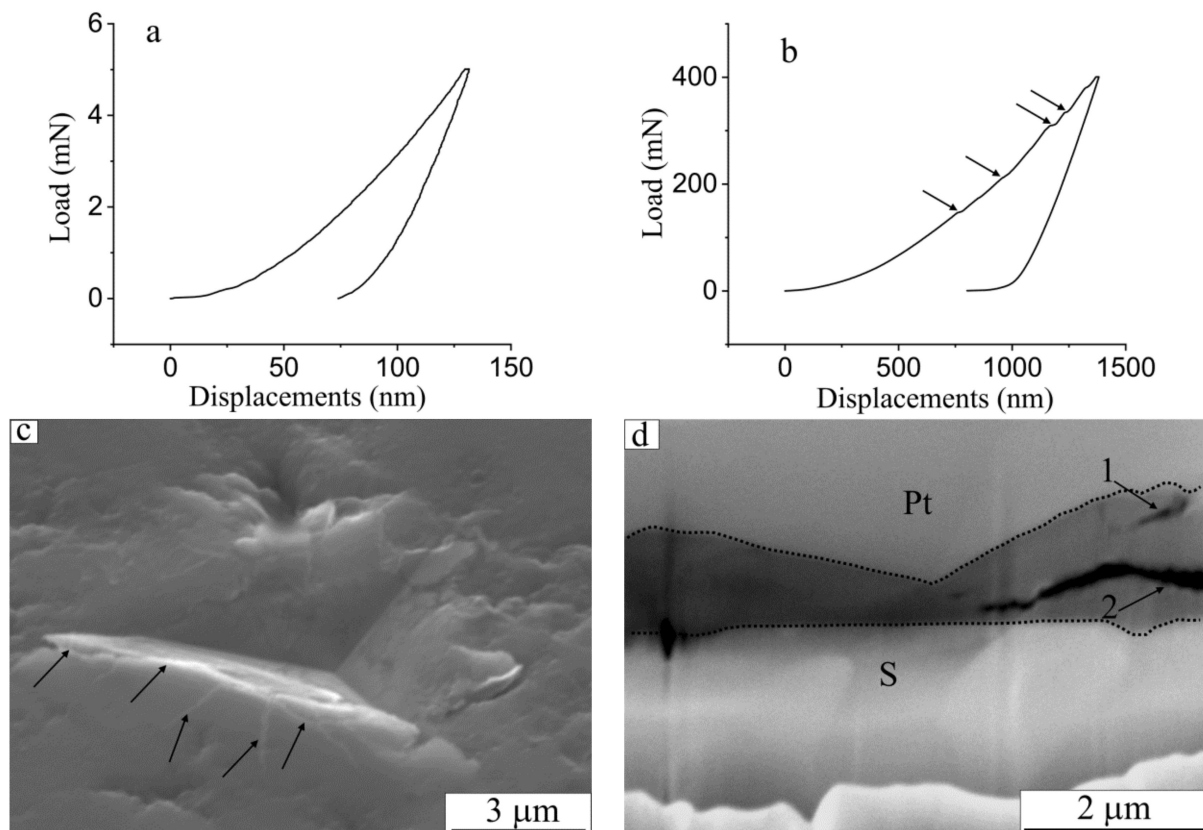 a
6
4
2
0
0 50 100 150
Load (mN)
Displacements (nm)
b
400
200
0
0 500 1000 1500
Load (mN)
Displacements (nm)
c
3 μm
d
1
Pt
2
S
2 μm